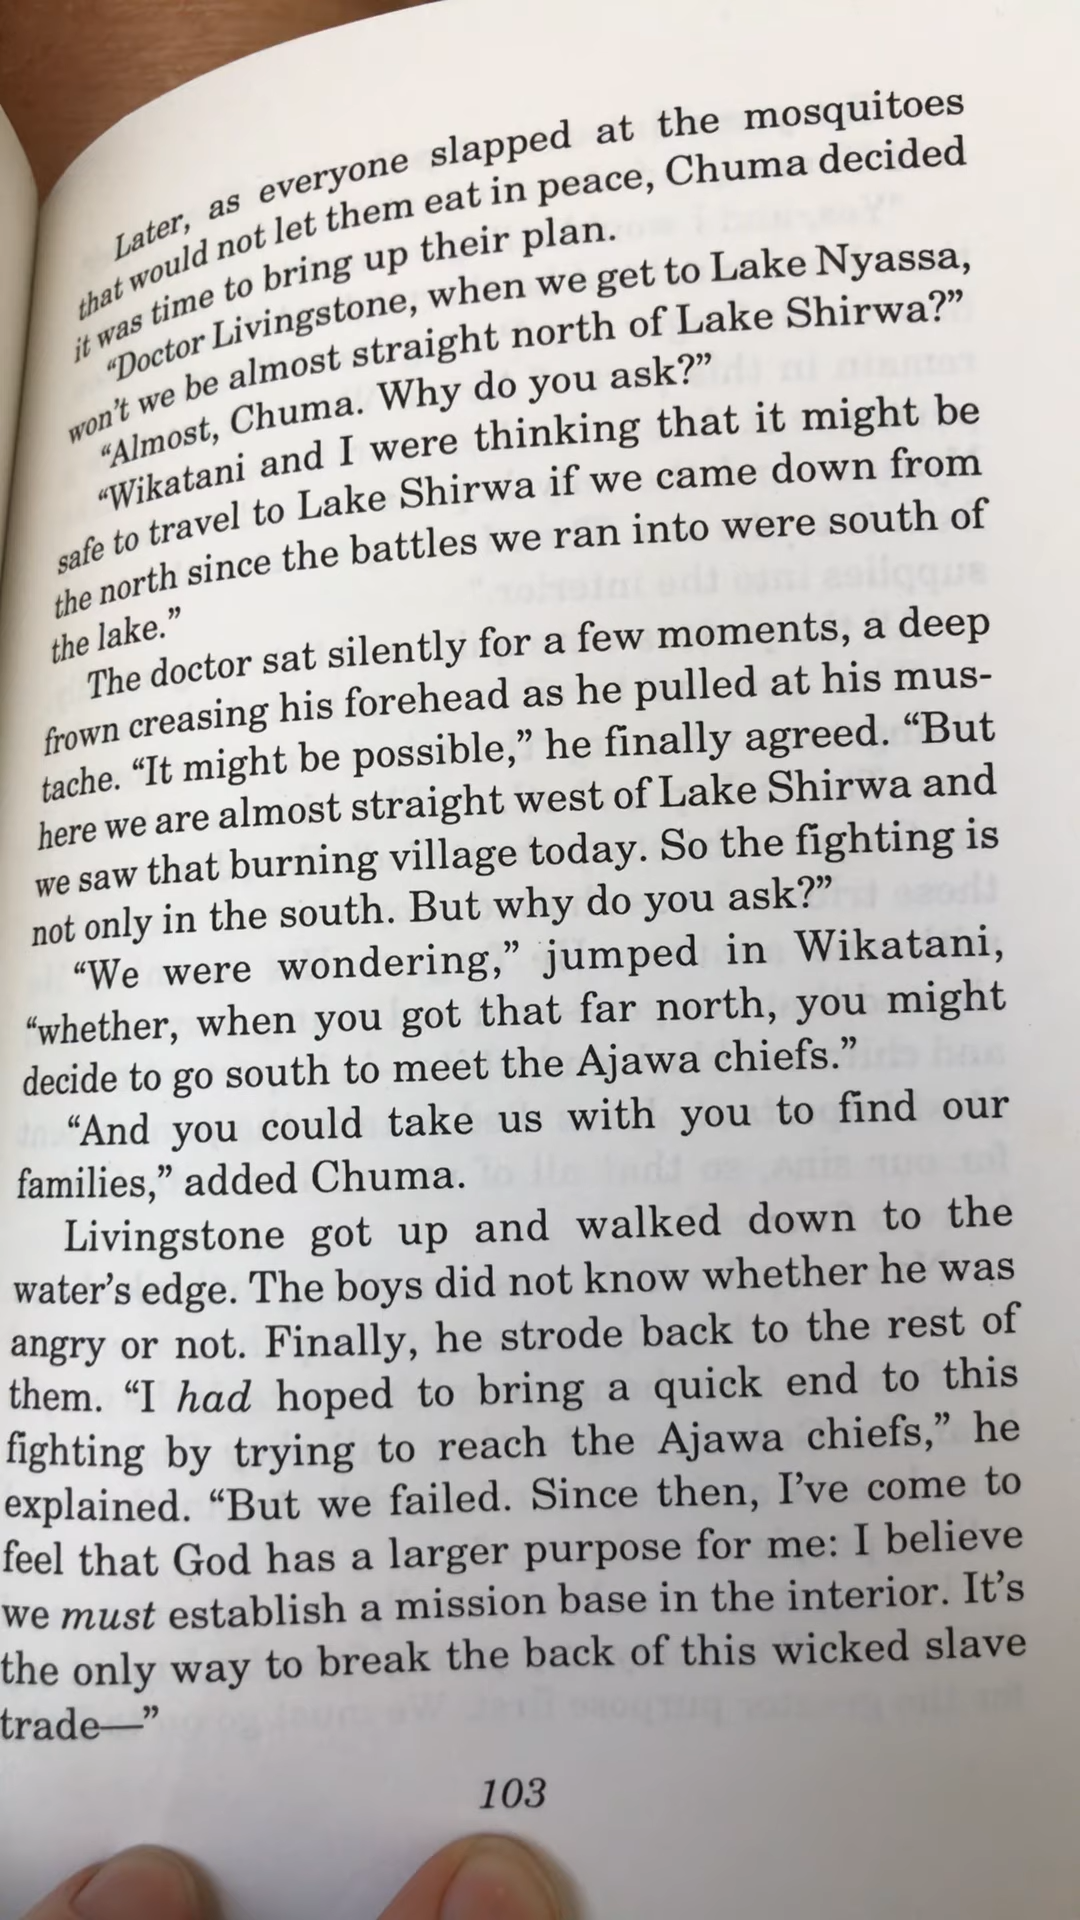 Later, as everyone slapped at the mosquitoes
that would not let them eat in peace, Chuma decided
it was time to bring up their plan.
“Doctor Livingstone, when we get to Lake Nyassa,
won’t we be almost straight north of Lake Shirwa?”
“Almost, Chuma. Why do you ask?”
“Wikatani and I were thinking that it might be
safe to travel to Lake Shirwa if we came down from
the north since the battles we ran into were south of
the lake.”
The doctor sat silently for a few moments, a deep
frown creasing his forehead as he pulled at his mus-
tache. “It might be possible,” he finally agreed. “But
here we are almost straight west of Lake Shirwa and
we saw that burning village today. So the fighting is
not only in the south. But why do you ask?”
“We were wondering,” jumped in Wikatani,
“whether, when you got that far north, you might
decide to go south to meet the Ajawa chiefs.”
“And you could take us with you to find our
families,” added Chuma.
Livingstone got up and walked down to the
water’s edge. The boys did not know whether he was
angry or not. Finally, he strode back to the rest of
them. “I had hoped to bring a quick end to this
fighting by trying to reach the Ajawa chiefs,” he
explained. “But we failed. Since then, I’ve come to
feel that God has a larger purpose for me: I believe
we must establish a mission base in the interior. It’s
the only way to break the back of this wicked slave
trade—”
103